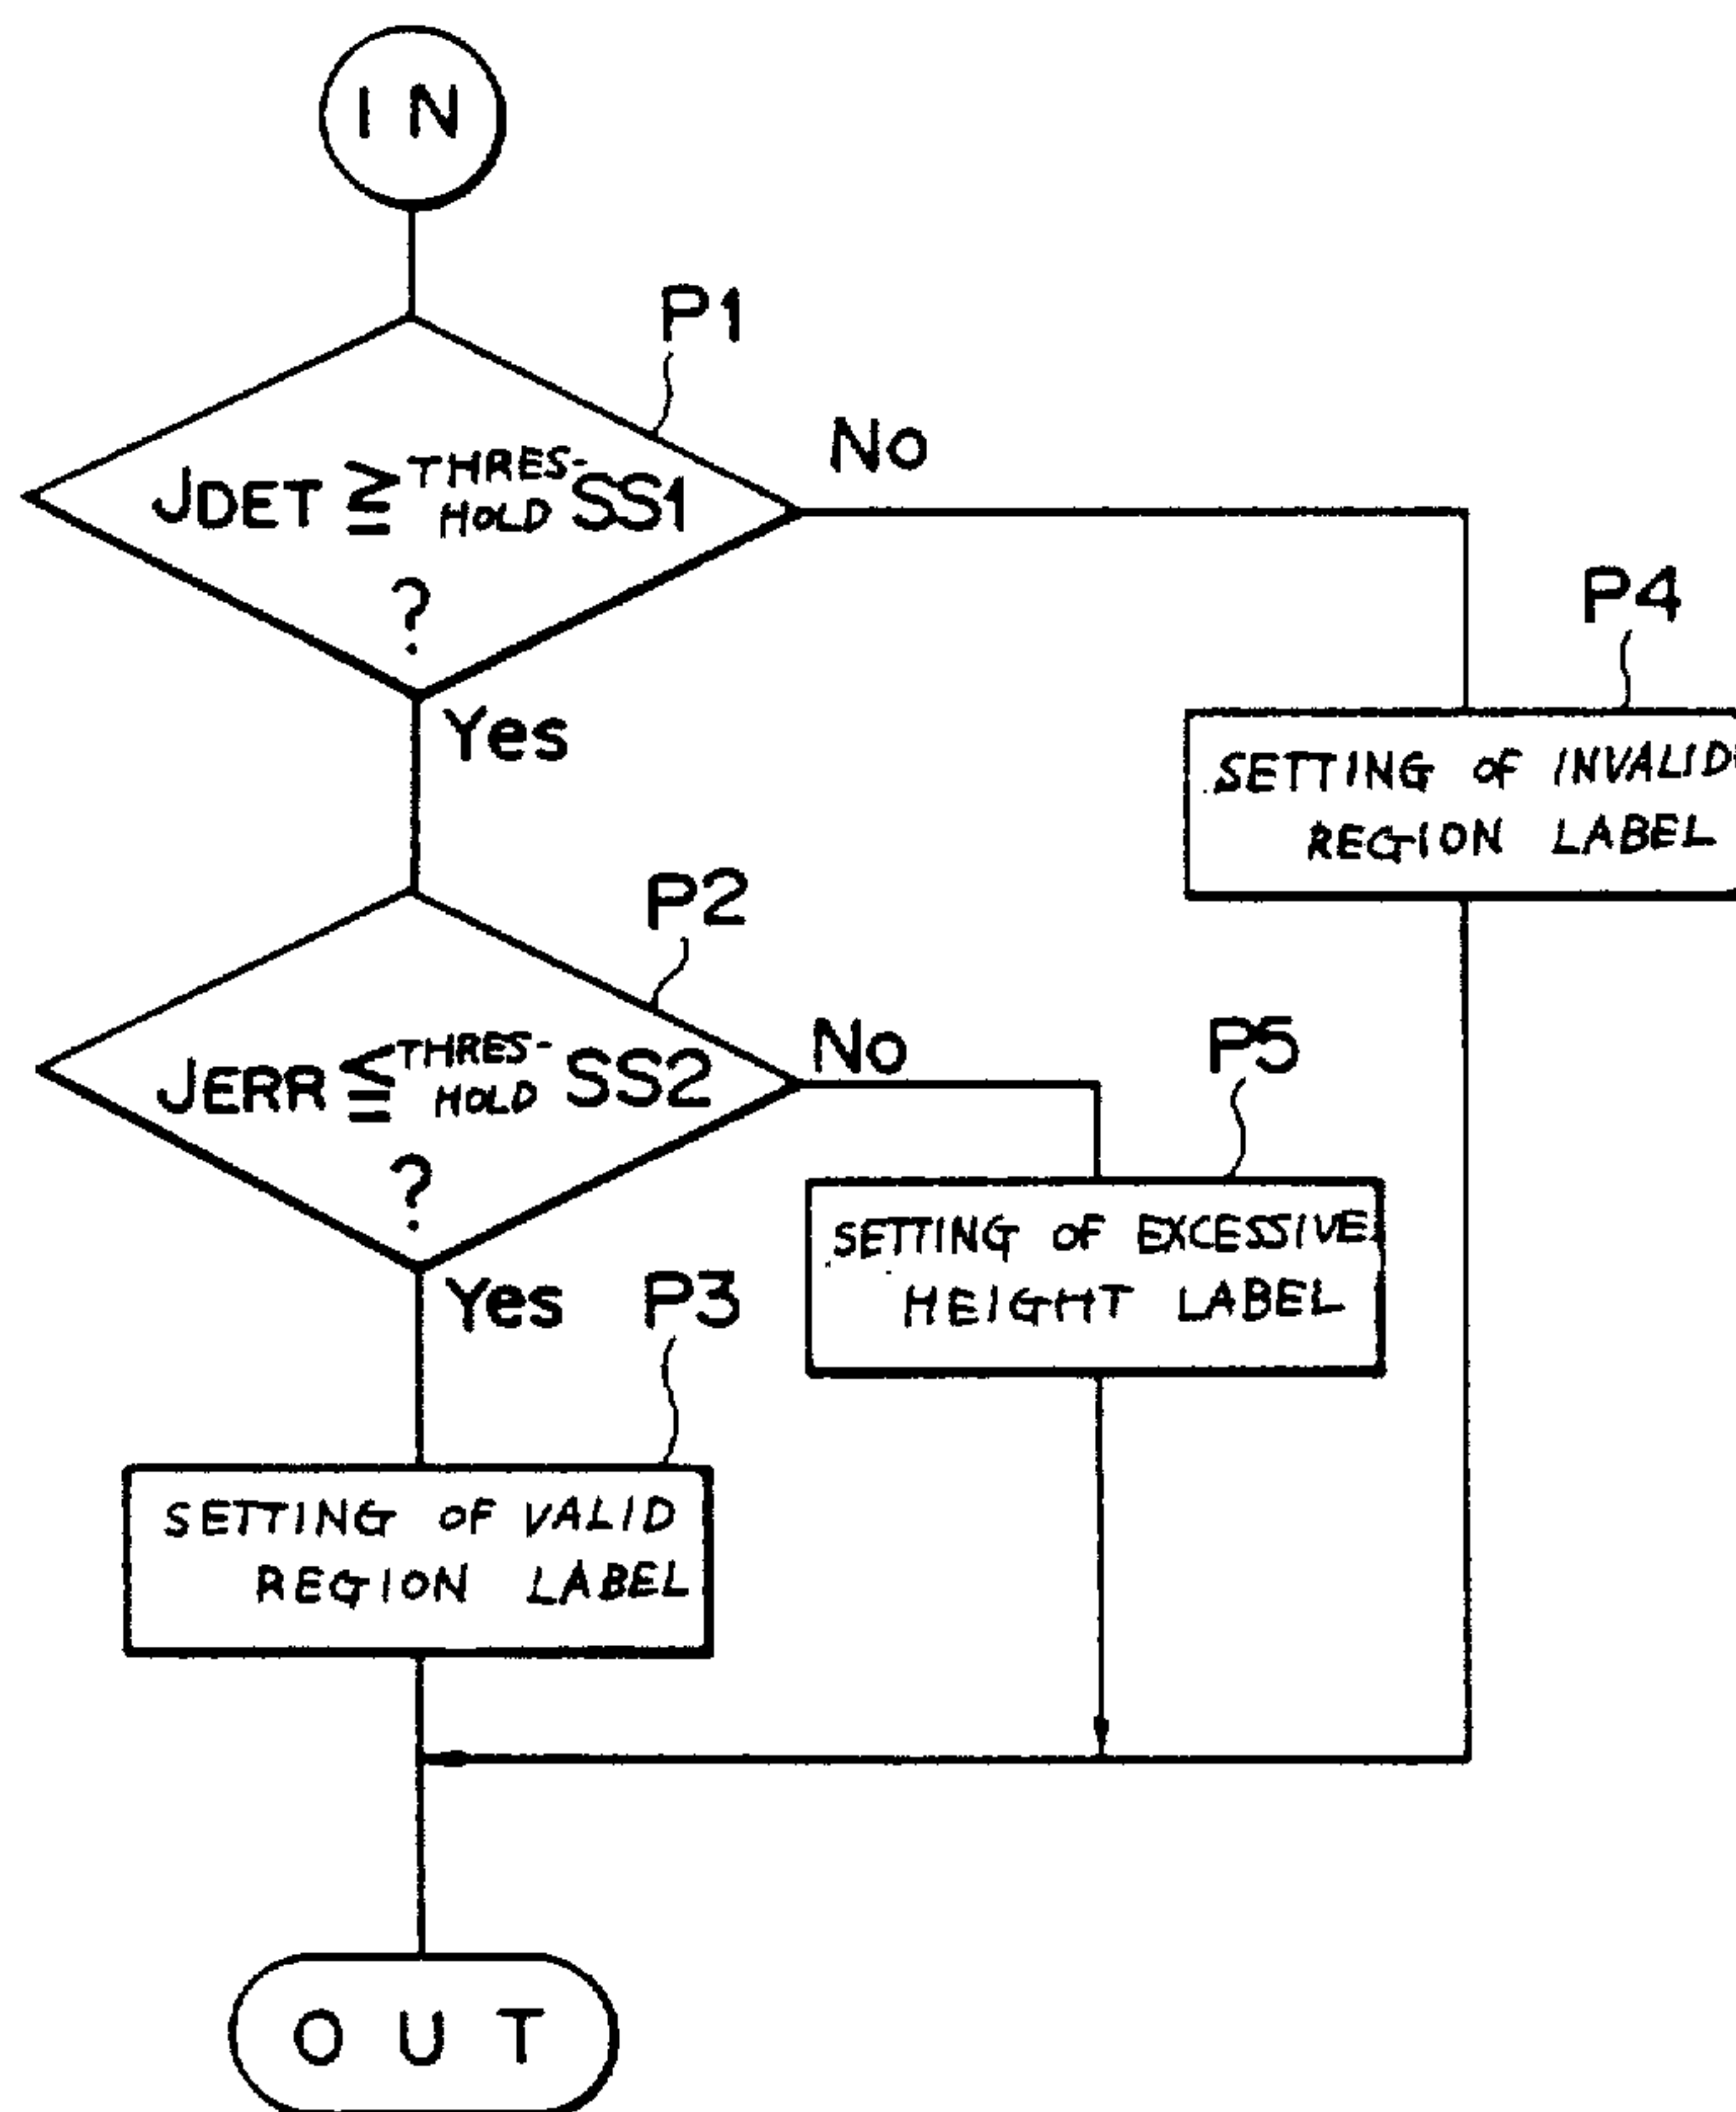 IN
P1
JDET ≧ THRES-
HOLD SS1
?
No
Yes
P4
SETTING OF INVALID
REGION LABEL
P2
JERR ≦ THRES-
HOLD SS2
?
No
Yes
P5
SETTING OF EXCESSIVE
HEIGHT LABEL
P3
SETTING OF VALID
REGION LABEL
OUT